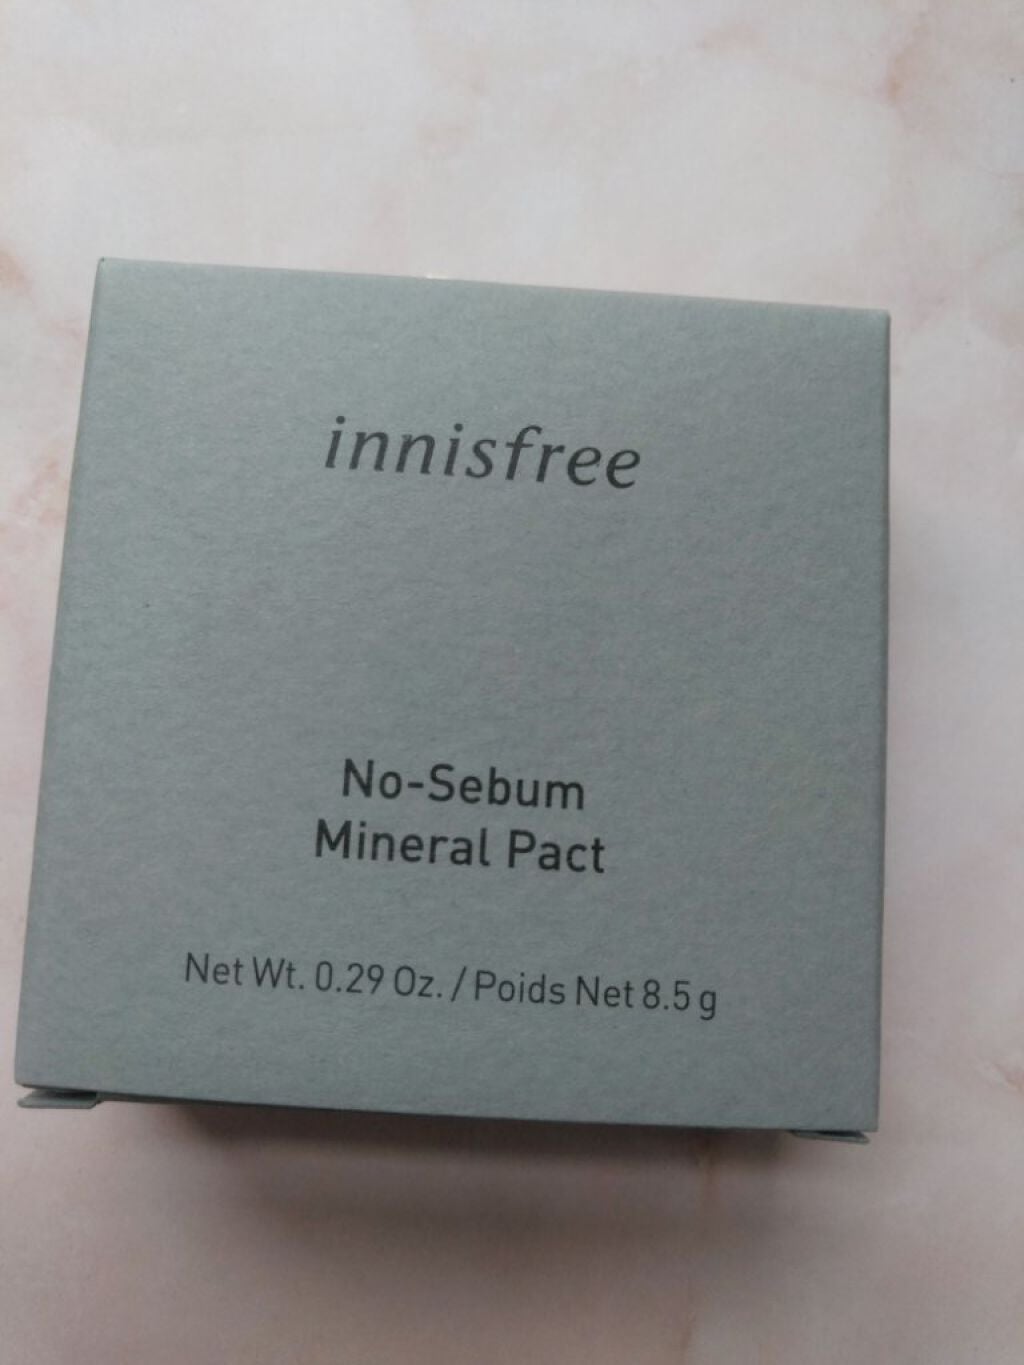 innisfree
No-Sebum
Mineral Pact
Net Wt. 0.29 Oz. / Poids Net 8.5 g